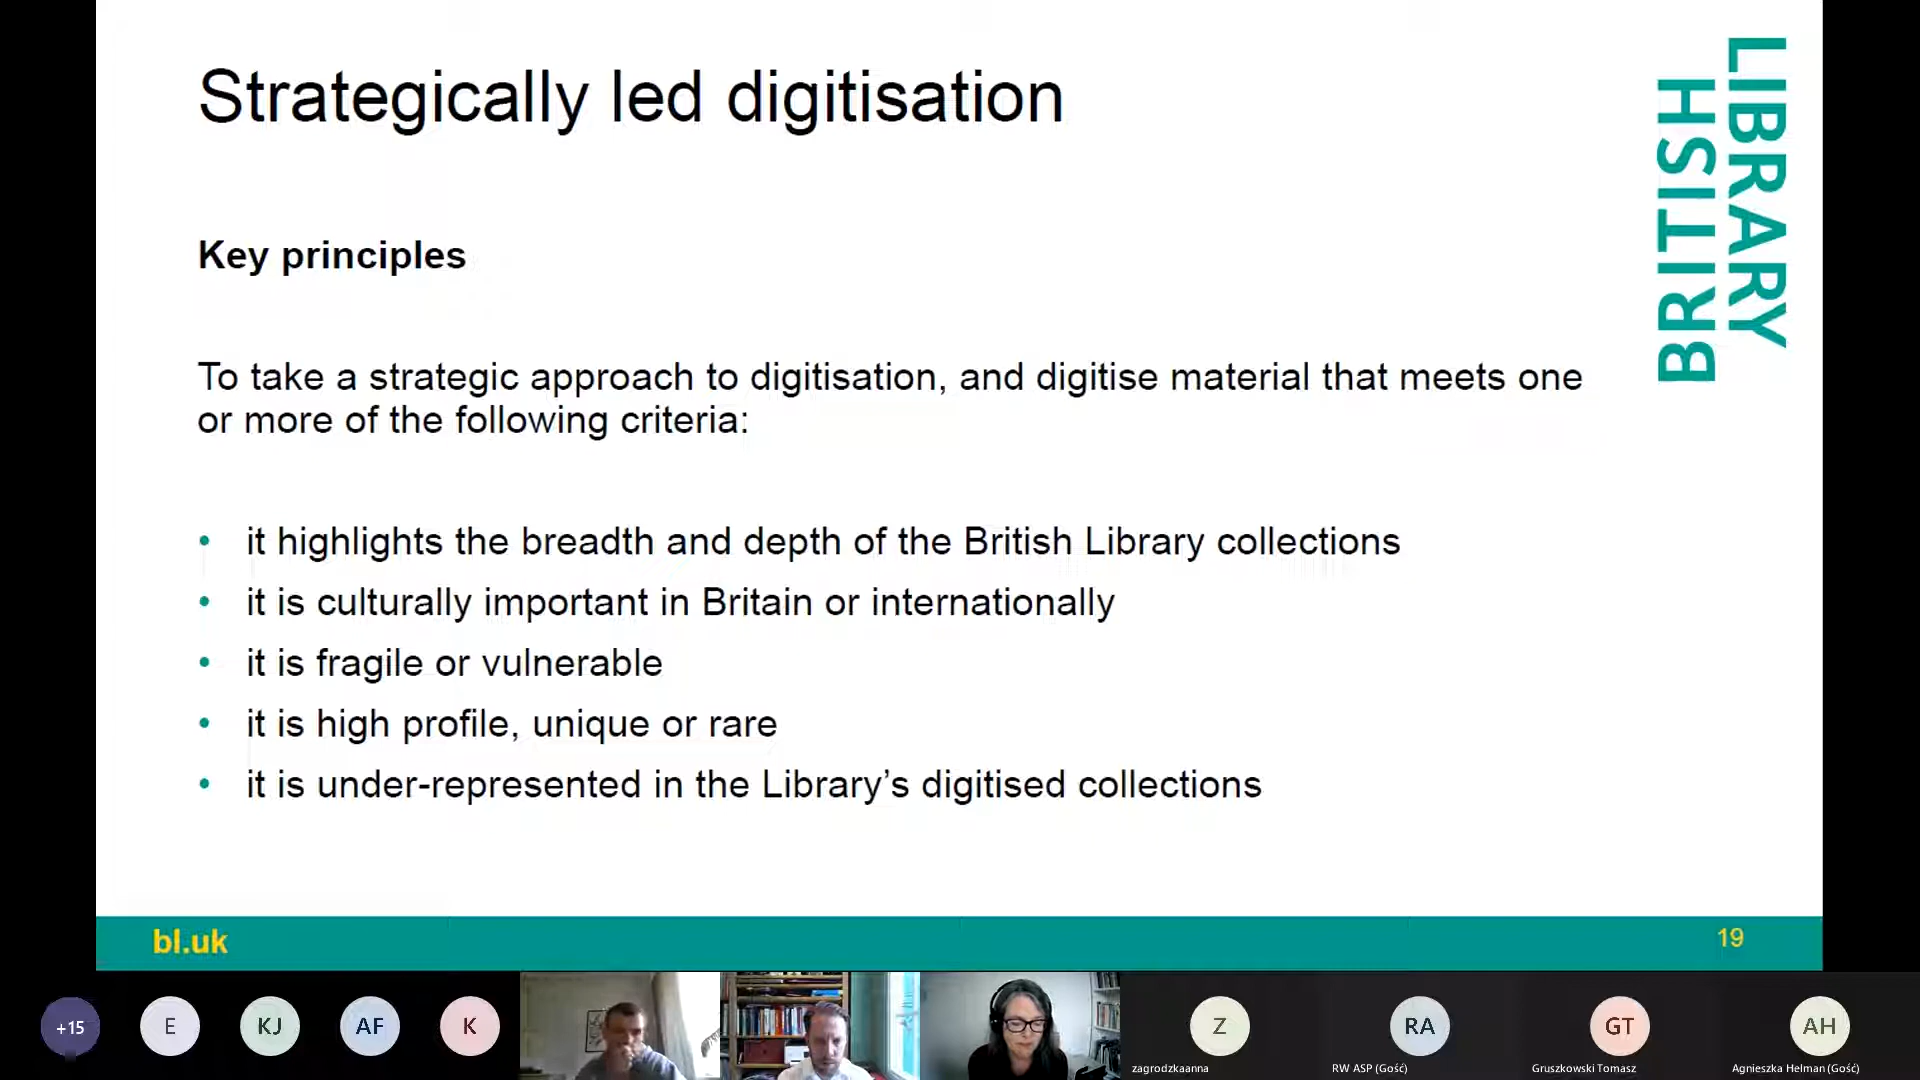 Strategically led digitisation
BRITISH
LIBRARY
Key principles
To take a strategic approach to digitisation, and digitise material that meets one
or more of the following criteria:
• it highlights the breadth and depth of the British Library collections
• it is culturally important in Britain or internationally
• it is fragile or vulnerable
• it is high profile, unique or rare
• it is under-represented in the Library’s digitised collections
bl.uk
19
+15
E
KJ
AF
K
Z
zagrodzkaanna
RA
RW ASP (Gość)
GT
Gruszkowski Tomasz
AH
Agnieszka Helman (Gość)